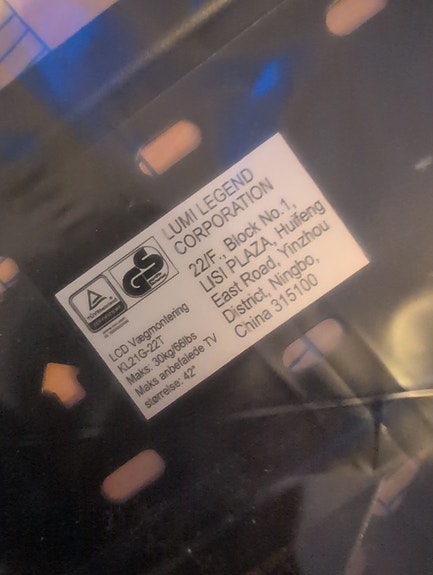 LUMI LEGEND
CORPORATION
22/F., Block No.1,
LISI PLAZA, Huifeng
East Road, Yinzhou
District, Ningbo,
China 315100
GS
LCD Vægmontering
KL21G-22T
Maks: 30kg/66lbs
Maks anbefalede TV
størrelse: 42"